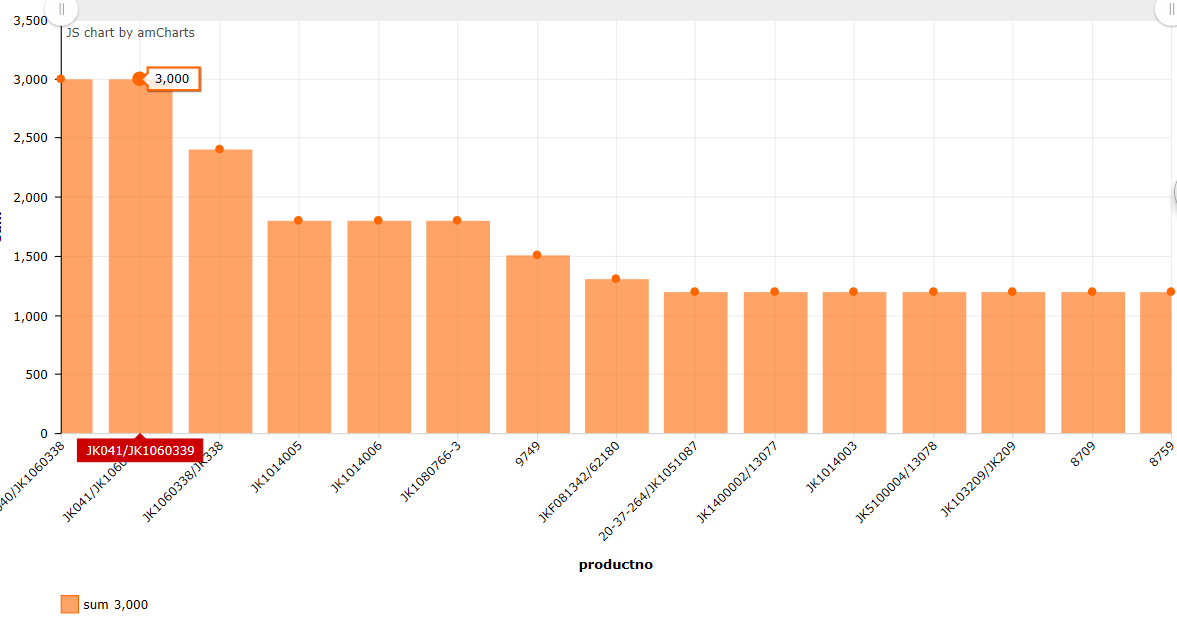 3,500
JS chart by amCharts
3,000
3,000
2,500
2,000
1,500
1,000
500
0
JK041/JK1060339
JK1060338/JK338
JK1014005
JK1014006
JK1080766-3
9749
JKF081342/62180
20-37-264/JK1051087
JK1400002/13077
JK1014003
JK5100004/13078
JK103209/JK209
8709
8759
productno
sum 3,000